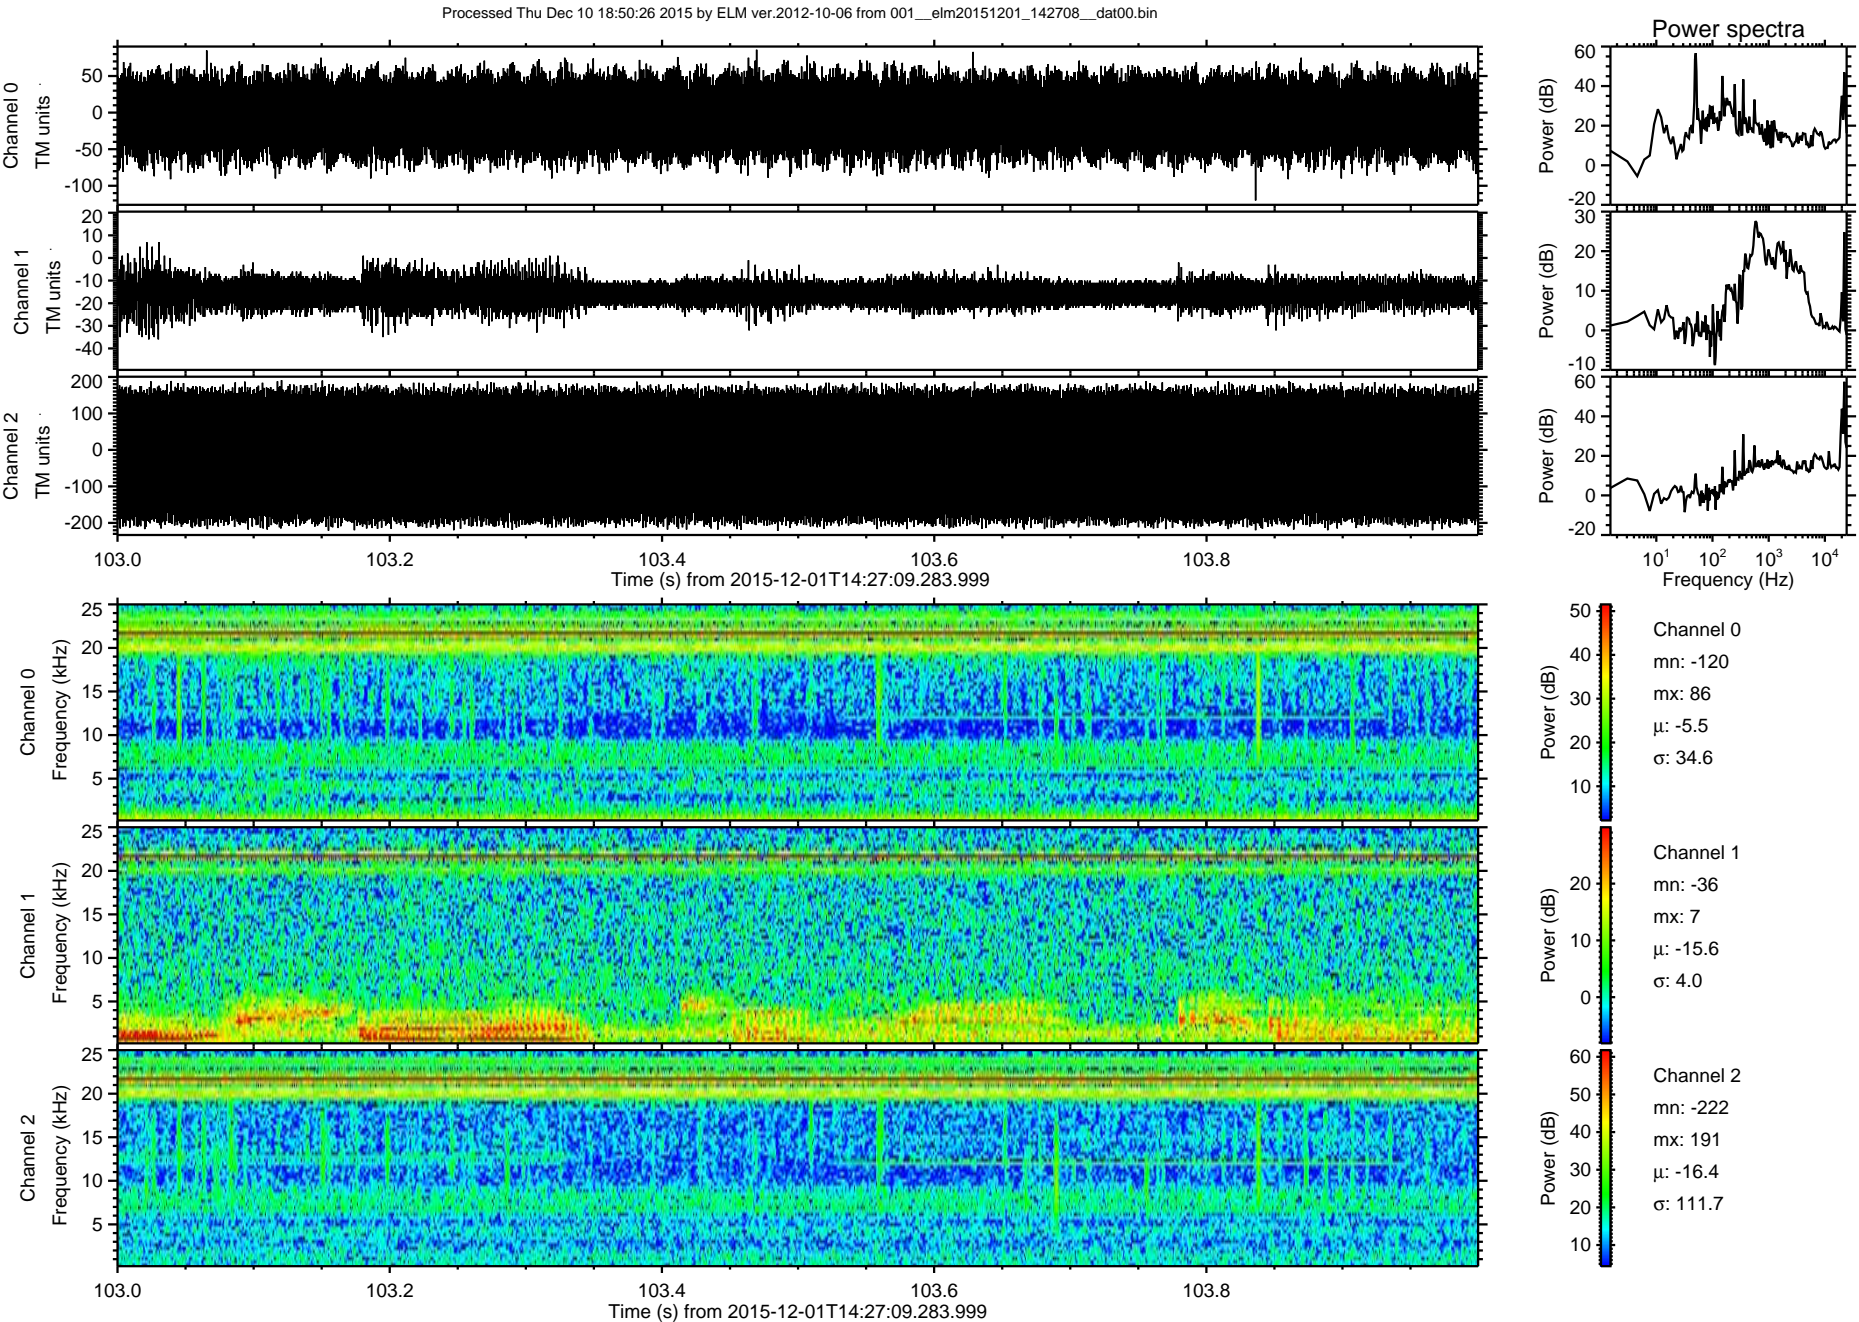 Processed Thu Dec 10 18:50:26 2015 by ELM ver.2012-10-06 from 001__elm20151201_142708__dat00.bin
Power spectra
Channel 0
TM units
50
0
-50
-100
Power (dB)
60
40
20
0
-20
Channel 1
TM units
20
10
0
-10
-20
-30
-40
Power (dB)
30
20
10
0
-10
Channel 2
TM units
200
100
0
-100
-200
Power (dB)
60
40
20
0
-20
103.0 103.2 103.4 103.6 103.8
Time (s) from 2015-12-01T14:27:09.283.999
10^1 10^2 10^3 10^4
Frequency (Hz)
Channel 0
Frequency (kHz)
25
20
15
10
5
Power (dB)
50
40
30
20
10
Channel 0
mn: -120
mx: 86
μ: -5.5
σ: 34.6
Channel 1
Frequency (kHz)
25
20
15
10
5
Power (dB)
20
10
0
Channel 1
mn: -36
mx: 7
μ: -15.6
σ: 4.0
Channel 2
Frequency (kHz)
25
20
15
10
5
Power (dB)
60
50
40
30
20
10
Channel 2
mn: -222
mx: 191
μ: -16.4
σ: 111.7
103.0 103.2 103.4 103.6 103.8
Time (s) from 2015-12-01T14:27:09.283.999